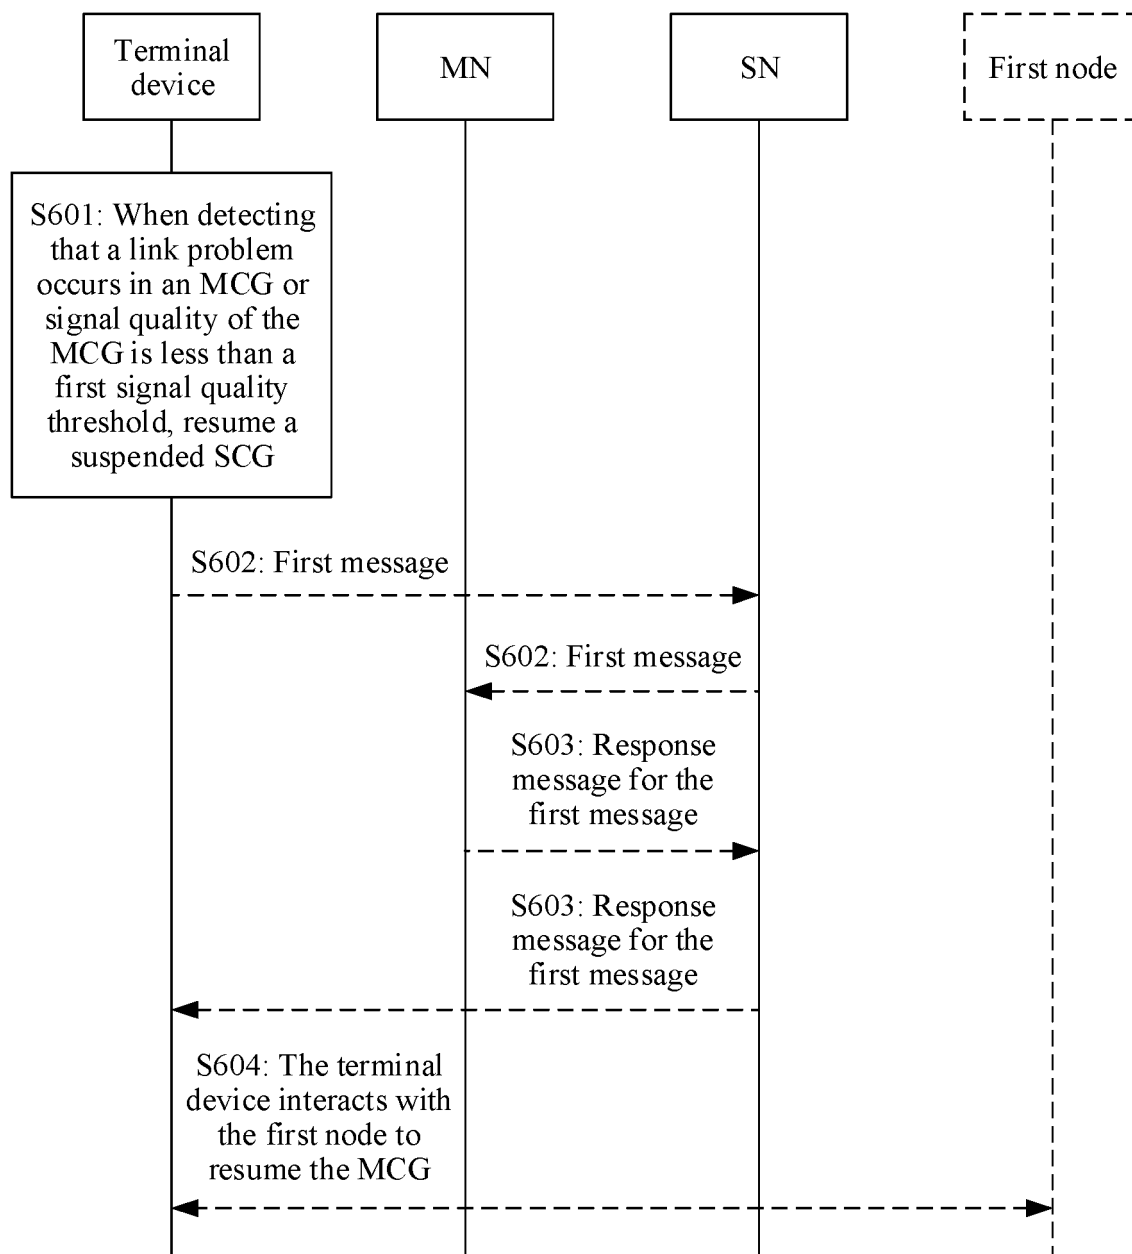 Terminal
device
MN
SN
First node
S601: When detecting
that a link problem
occurs in an MCG or
signal quality of the
MCG is less than a
first signal quality
threshold, resume a
suspended SCG
S602: First message
S602: First message
S603: Response
message for the
first message
S603: Response
message for the
first message
S604: The terminal
device interacts with
the first node to
resume the MCG